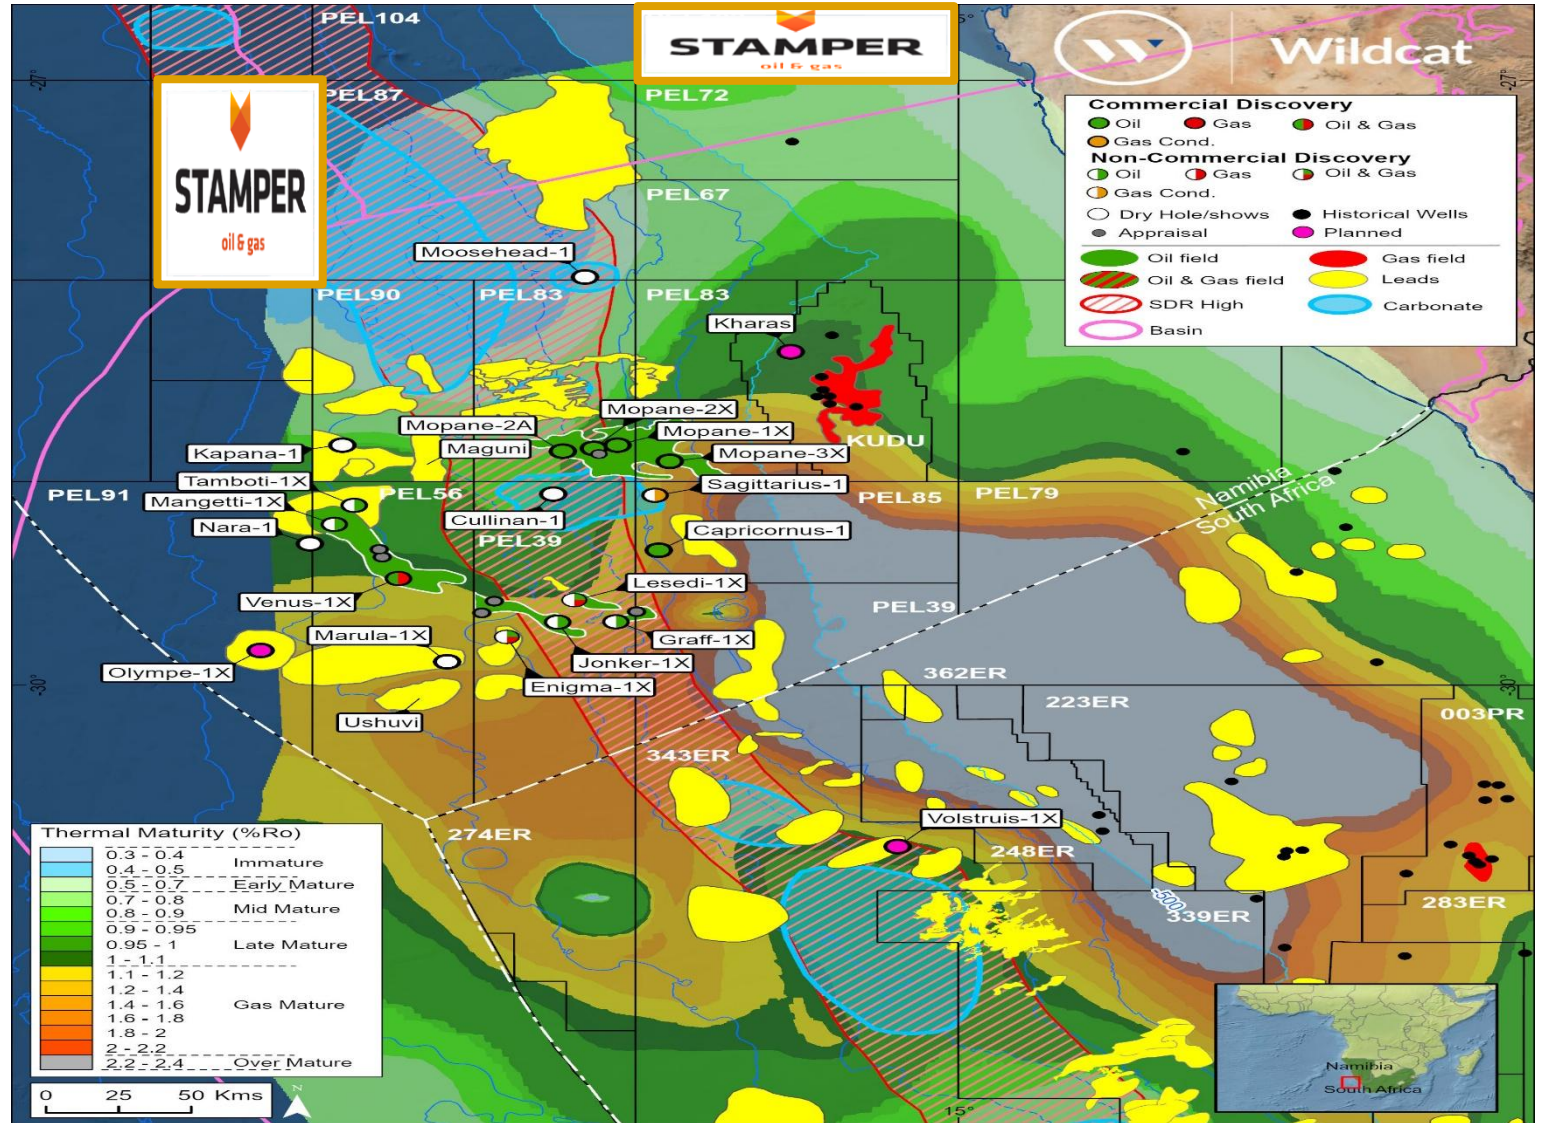 PEL104
STAMPER
oil & gas
5°
Wildcat
-27°
-27°
PEL87
PEL72
STAMPER
oil & gas
Commercial Discovery
Oil
Gas
Oil & Gas
Gas Cond.
Non-Commercial Discovery
Oil
Gas
Oil & Gas
Gas Cond.
Dry Hole/shows
Historical Wells
Appraisal
Planned
Oil field
Gas field
Oil & Gas field
Leads
SDR High
Carbonate
Basin
PEL67
Moosehead-1
PEL90
PEL83
PEL83
Kharas
Mopane-2X
Mopane-2A
Mopane-1X
KUDU
Maguni
Mopane-3X
Kapana-1
Namibia
South Africa
Tamboti-1X
Sagittarius-1
PEL91
PEL56
PEL85
PEL79
Mangetti-1X
Nara-1
Cullinan-1
Capricornus-1
PEL39
Lesedi-1X
Venus-1X
PEL39
Marula-1X
Graff-1X
Olympe-1X
Jonker-1X
362ER
-30°
Enigma-1X
-30°
223ER
003PR
Ushuvi
343ER
Volstruis-1X
274ER
248ER
-500
339ER
283ER
Thermal Maturity (%Ro)
0.3 - 0.4
0.4 - 0.5
Immature
0.5 - 0.7
Early Mature
0.7 - 0.8
0.8 - 0.9
Mid Mature
0.9 - 0.95
0.95 - 1
Late Mature
1 - 1.1
1.1 - 1.2
1.2 - 1.4
1.4 - 1.6
Gas Mature
1.6 - 1.8
1.8 - 2
2 - 2.2
2.2 - 2.4
Over Mature
0 25 50 Kms
N
15°
Namibia
South Africa